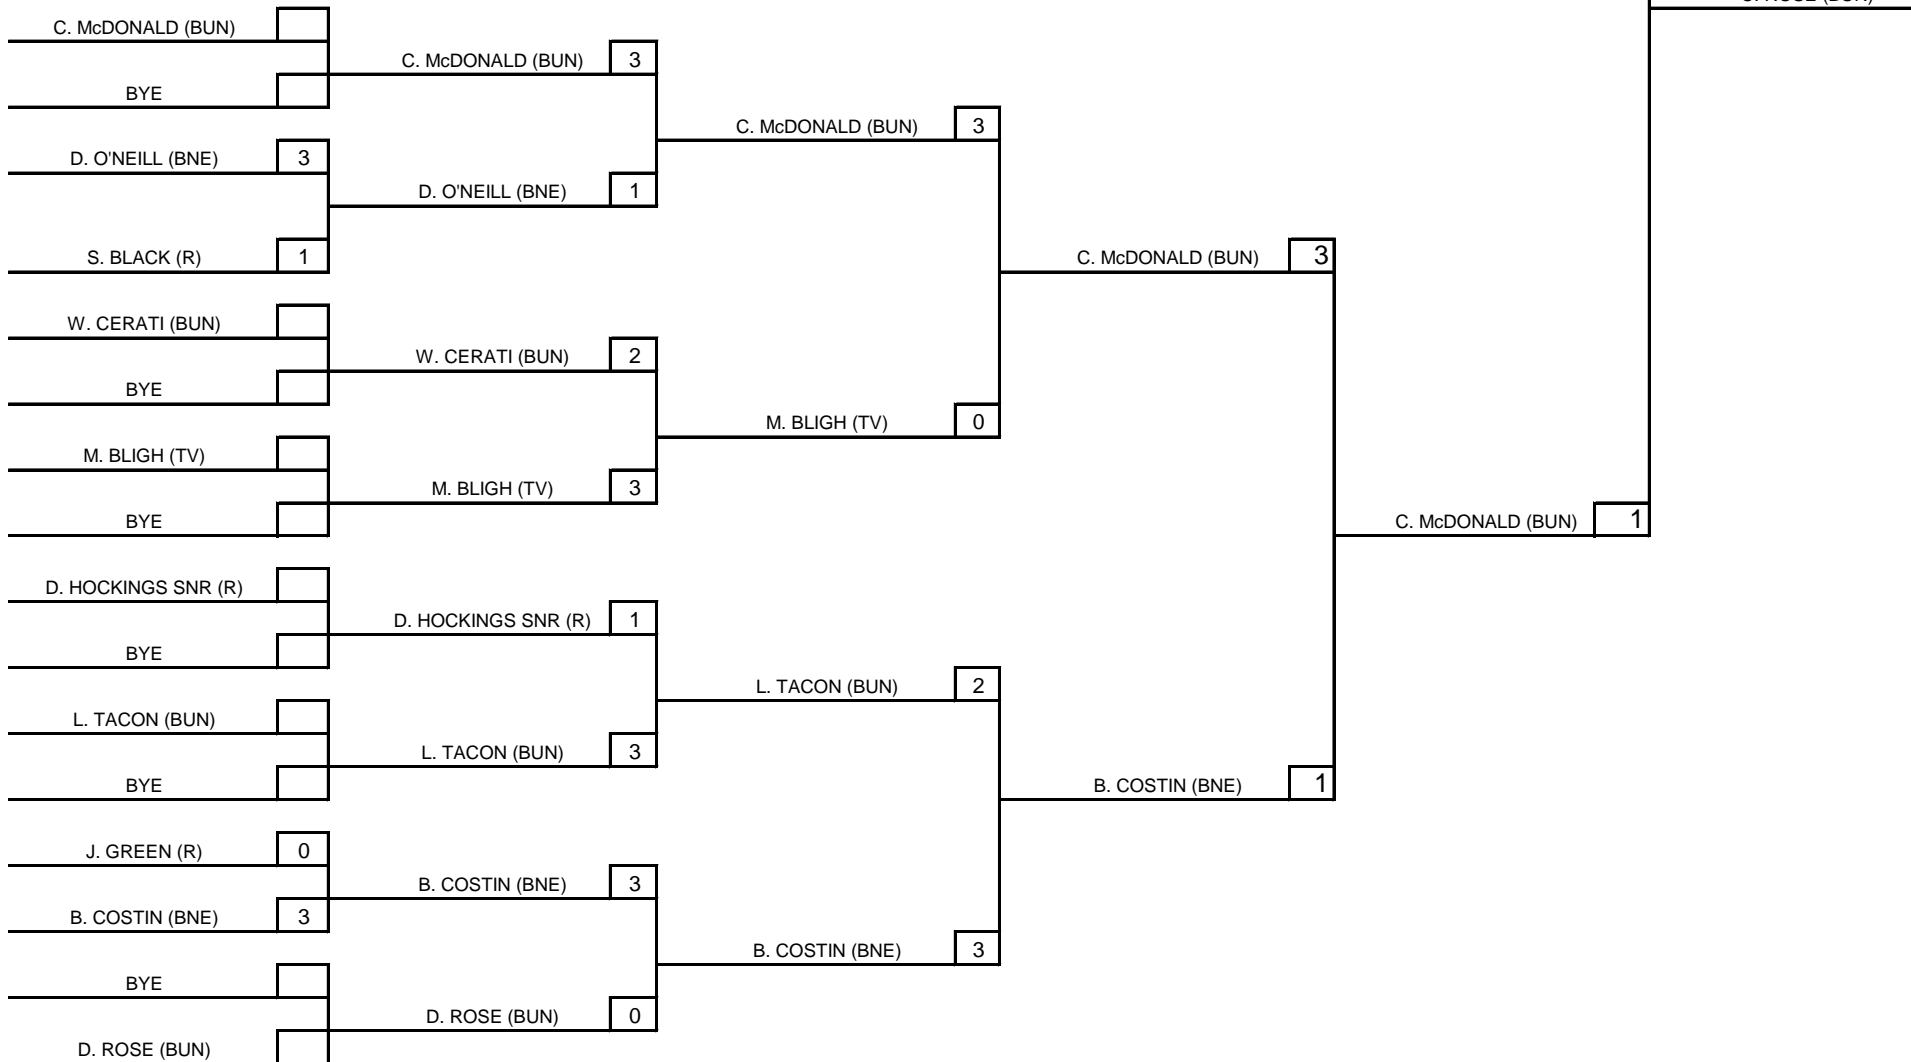 C. McDONALD (BUN)
C. McDONALD (BUN) 3
BYE
C. McDONALD (BUN) 3
D. O'NEILL (BNE) 3
D. O'NEILL (BNE) 1
S. BLACK (R) 1
C. McDONALD (BUN) 3
W. CERATI (BUN)
W. CERATI (BUN) 2
BYE
M. BLIGH (TV) 0
M. BLIGH (TV)
M. BLIGH (TV) 3
BYE
C. McDONALD (BUN) 1
D. HOCKINGS SNR (R)
D. HOCKINGS SNR (R) 1
BYE
L. TACON (BUN) 2
L. TACON (BUN)
L. TACON (BUN) 3
BYE
B. COSTIN (BNE) 1
J. GREEN (R) 0
B. COSTIN (BNE) 3
B. COSTIN (BNE) 3
B. COSTIN (BNE) 3
BYE
D. ROSE (BUN) 0
D. ROSE (BUN)